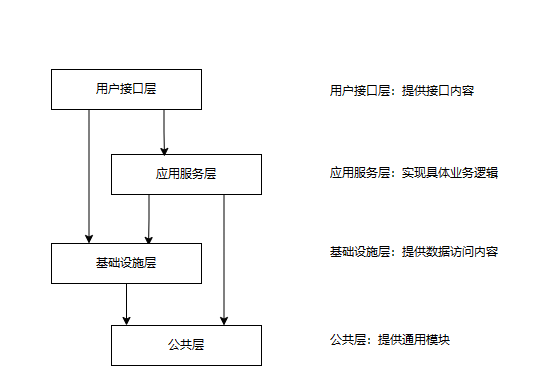 用户接口层
用户接口层：提供接口内容
应用服务层
应用服务层：实现具体业务逻辑
基础设施层
基础设施层：提供数据访问内容
公共层
公共层：提供通用模块